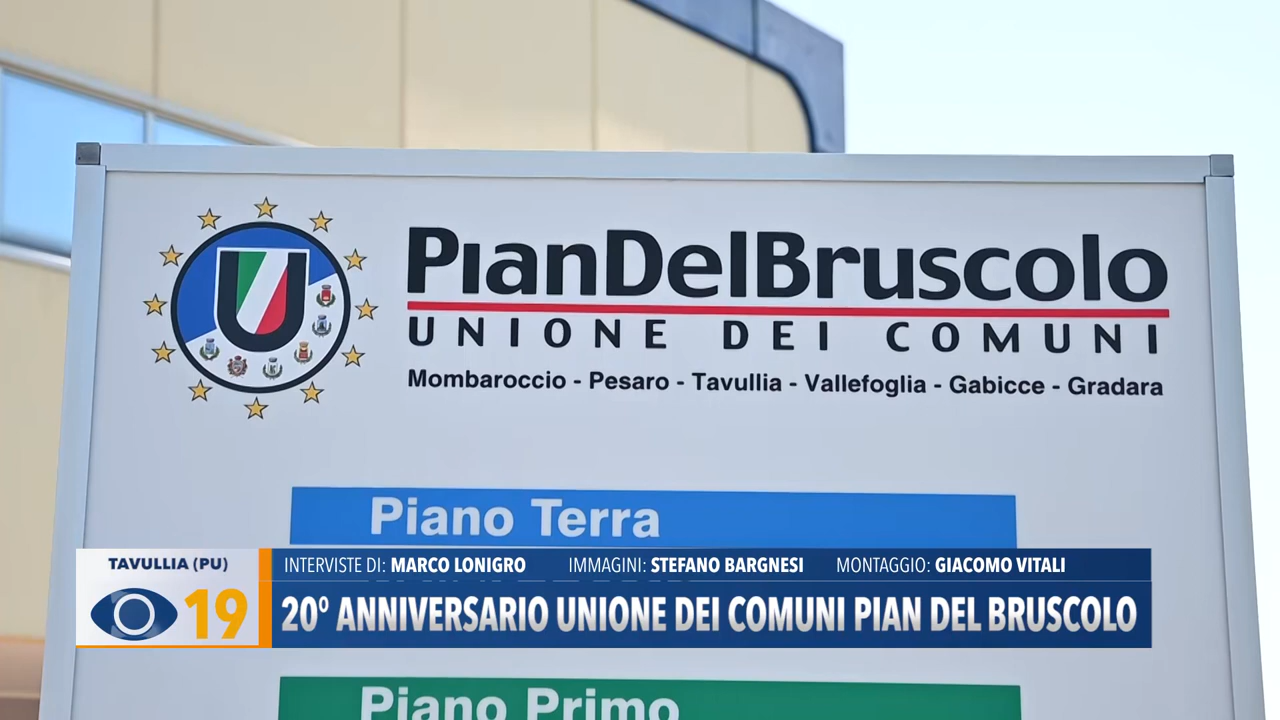 PianDelBruscolo
UNIONE DEI COMUNI
Mombaroccio - Pesaro - Tavullia - Vallefoglia - Gabicce - Gradara
Piano Terra
TAVULLIA (PU)
INTERVISTE DI: MARCO LONIGRO IMMAGINI: STEFANO BARGNESI MONTAGGIO: GIACOMO VITALI
19
20º ANNIVERSARIO UNIONE DEI COMUNI PIAN DEL BRUSCOLO
Piano Primo